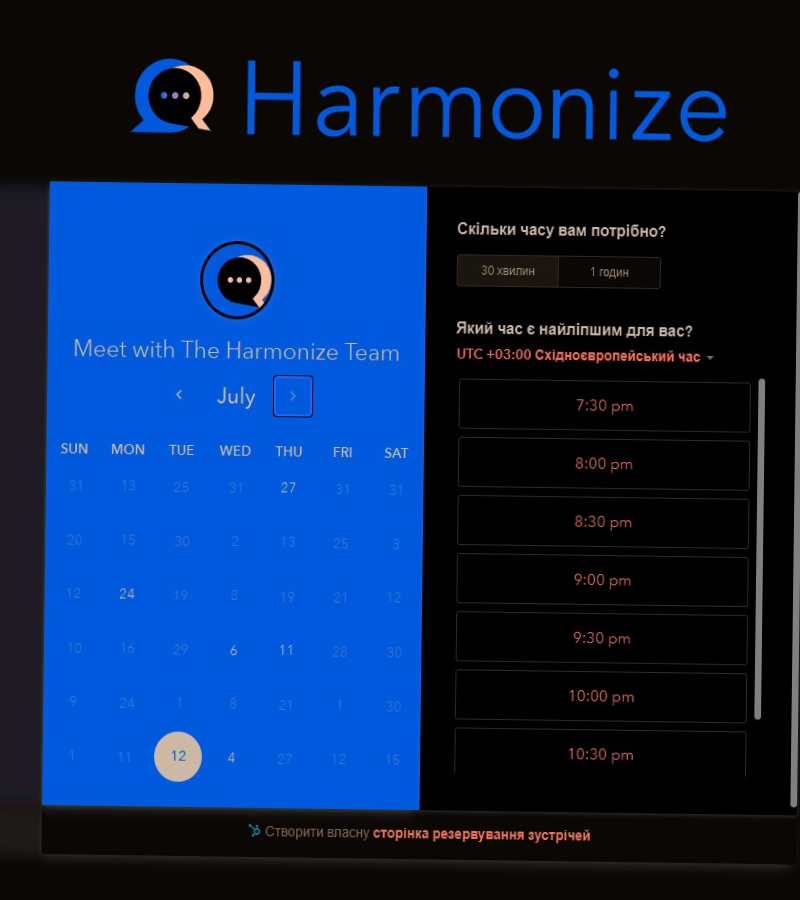 Harmonize
Meet with The Harmonize Team
July
SUN MON TUE WED THU FRI SAT
31 13 25 31 27 31 31
20 15 30 2 13 25 3
12 24 19 8 19 21 12
10 16 29 6 11 28 30
9 24 1 8 21 1 30
1 11 12 4 27 12 15
Скільки часу вам потрібно?
30 хвилин 1 годин
Який час є найліпшим для вас?
UTC +03:00 Східноєвропейський час
7:30 pm
8:00 pm
8:30 pm
9:00 pm
9:30 pm
10:00 pm
10:30 pm
Створити власну сторінка резервування зустрічей